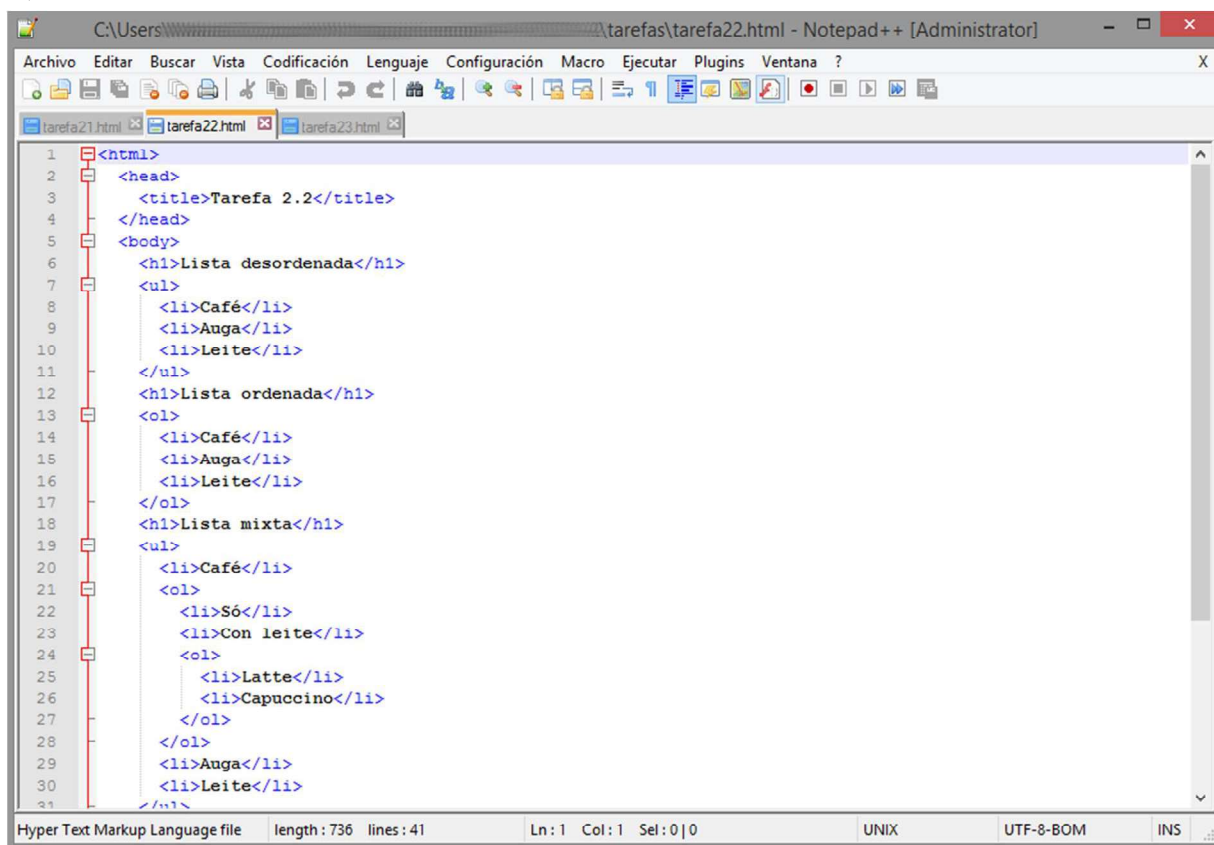 C:\Users\ \tarefas\tarefa22.html - Notepad++ [Administrator]
Archivo Editar Buscar Vista Codificación Lenguaje Configuración Macro Ejecutar Plugins Ventana ? X
tarefa21.html tarefa22.html tarefa23.html
1 <html>
2 <head>
3 <title>Tarefa 2.2</title>
4 </head>
5 <body>
6 <h1>Lista desordenada</h1>
7 <ul>
8 <li>Café</li>
9 <li>Auga</li>
10 <li>Leite</li>
11 </ul>
12 <h1>Lista ordenada</h1>
13 <ol>
14 <li>Café</li>
15 <li>Auga</li>
16 <li>Leite</li>
17 </ol>
18 <h1>Lista mixta</h1>
19 <ul>
20 <li>Café</li>
21 <ol>
22 <li>Só</li>
23 <li>Con leite</li>
24 <ol>
25 <li>Latte</li>
26 <li>Capuccino</li>
27 </ol>
28 </ol>
29 <li>Auga</li>
30 <li>Leite</li>
31 </ul>
Hyper Text Markup Language file length : 736 lines : 41 Ln : 1 Col : 1 Sel : 0 | 0 UNIX UTF-8-BOM INS